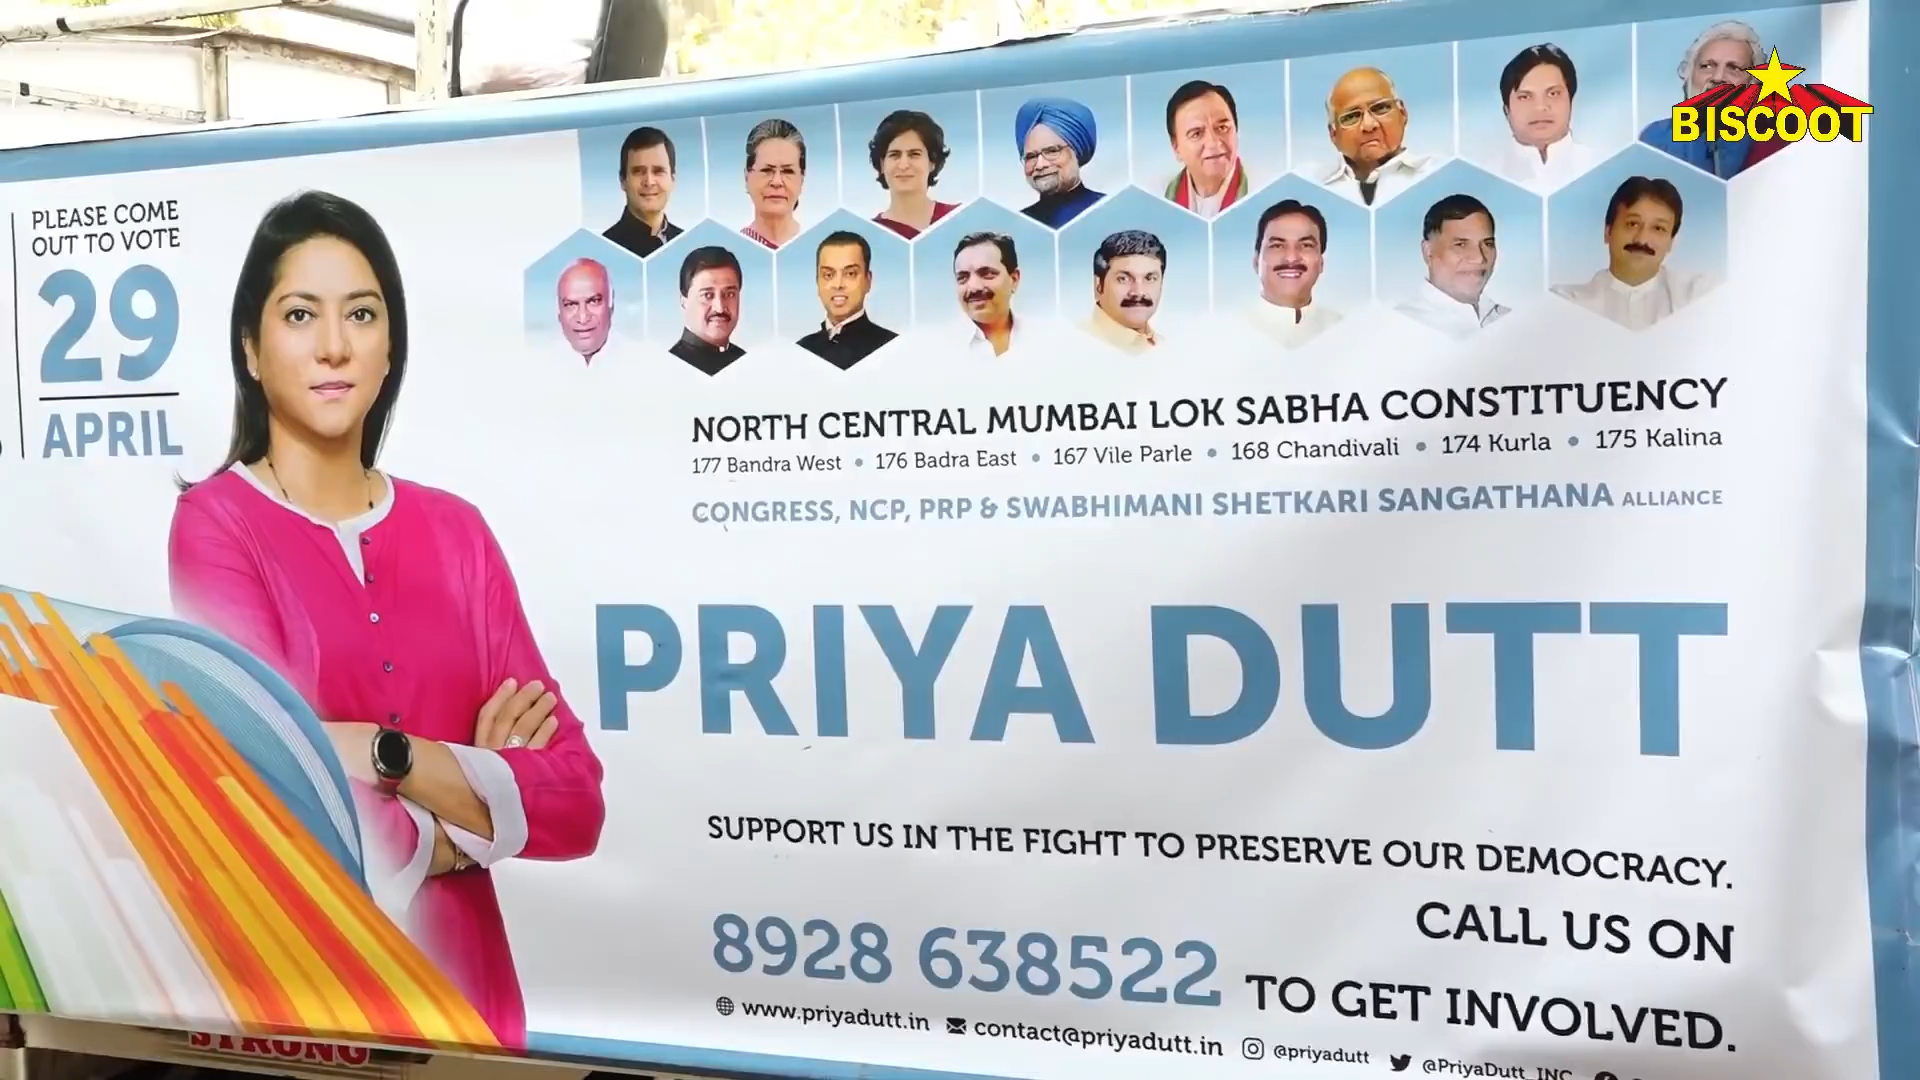 BISCOOT
PLEASE COME
OUT TO VOTE
29
APRIL
NORTH CENTRAL MUMBAI LOK SABHA CONSTITUENCY
177 Bandra West • 176 Badra East • 167 Vile Parle • 168 Chandivali • 174 Kurla • 175 Kalina
CONGRESS, NCP, PRP & SWABHIMANI SHETKARI SANGATHANA ALLIANCE
PRIYA DUTT
SUPPORT US IN THE FIGHT TO PRESERVE OUR DEMOCRACY.
CALL US ON
8928 638522 TO GET INVOLVED.
www.priyadutt.in contact@priyadutt.in @priyadutt @PriyaDutt_INC
STRONG